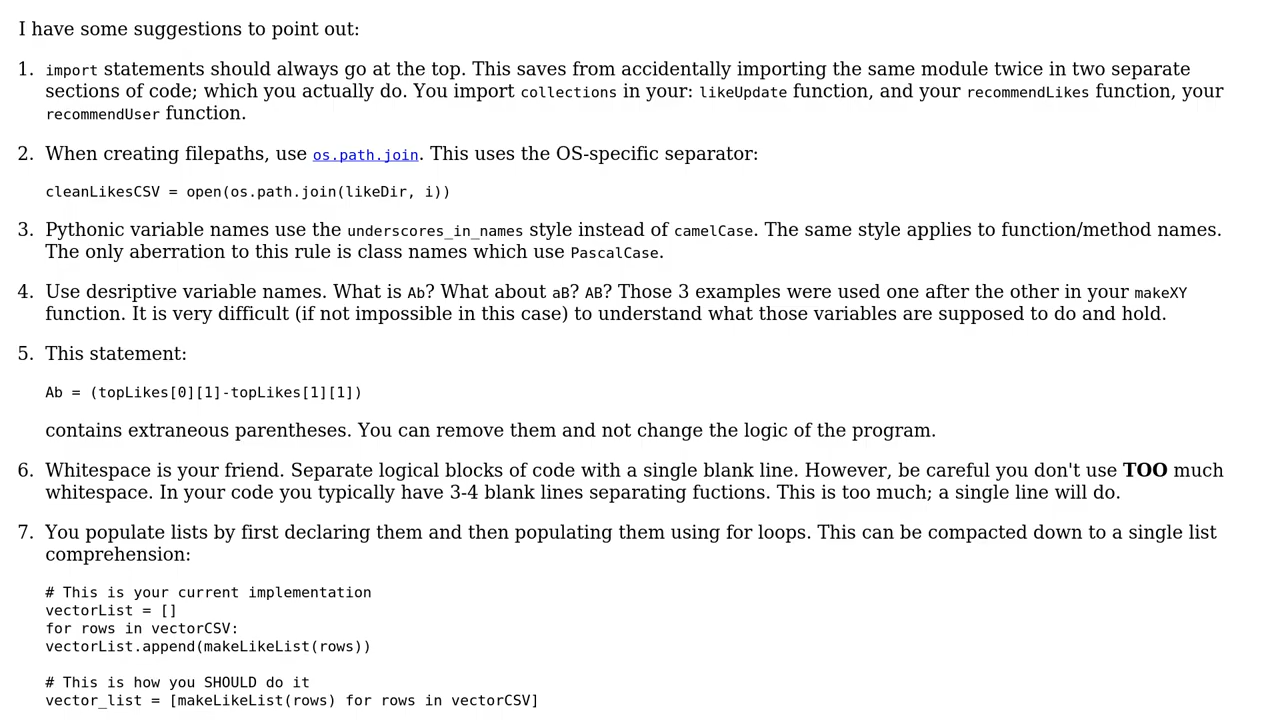 I have some suggestions to point out:
1. import statements should always go at the top. This saves from accidentally importing the same module twice in two separate
sections of code; which you actually do. You import collections in your: likeUpdate function, and your recommendLikes function, your
recommendUser function.
2. When creating filepaths, use os.path.join. This uses the OS-specific separator:
cleanLikesCSV = open(os.path.join(likeDir, i))
3. Pythonic variable names use the underscores_in_names style instead of camelCase. The same style applies to function/method names.
The only aberration to this rule is class names which use PascalCase.
4. Use desriptive variable names. What is Ab? What about aB? AB? Those 3 examples were used one after the other in your makeXY
function. It is very difficult (if not impossible in this case) to understand what those variables are supposed to do and hold.
5. This statement:
Ab = (topLikes[0][1]-topLikes[1][1])
contains extraneous parentheses. You can remove them and not change the logic of the program.
6. Whitespace is your friend. Separate logical blocks of code with a single blank line. However, be careful you don't use TOO much
whitespace. In your code you typically have 3-4 blank lines separating fuctions. This is too much; a single line will do.
7. You populate lists by first declaring them and then populating them using for loops. This can be compacted down to a single list
comprehension:
# This is your current implementation
vectorList = []
for rows in vectorCSV:
vectorList.append(makeLikeList(rows))
# This is how you SHOULD do it
vector_list = [makeLikeList(rows) for rows in vectorCSV]